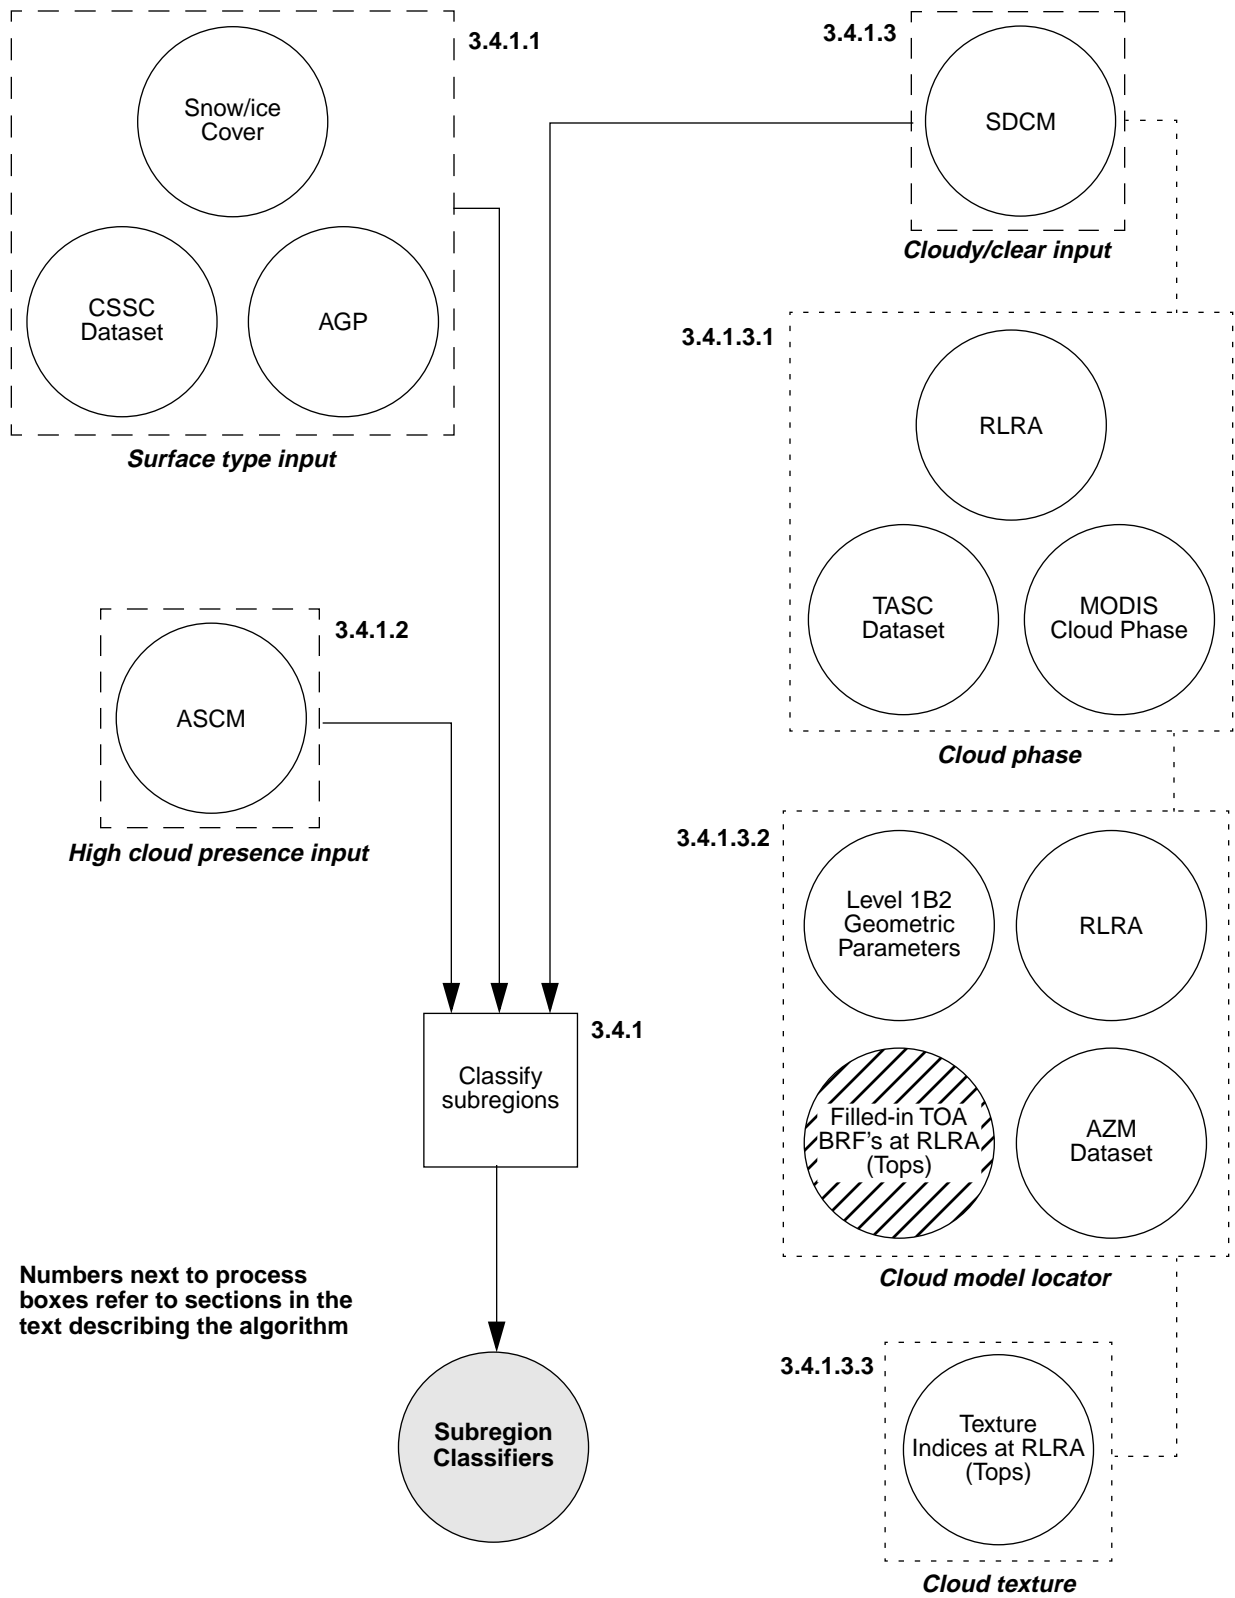 3.4.1.1
Snow/ice
Cover
CSSC
Dataset
AGP
Surface type input
3.4.1.3
SDCM
Cloudy/clear input
3.4.1.3.1
RLRA
TASC
Dataset
MODIS
Cloud Phase
Cloud phase
3.4.1.2
ASCM
High cloud presence input
3.4.1.3.2
Level 1B2
Geometric
Parameters
RLRA
Filled-in TOA
BRF's at RLRA
(Tops)
AZM
Dataset
Cloud model locator
3.4.1
Classify
subregions
Numbers next to process
boxes refer to sections in the
text describing the algorithm
Subregion
Classifiers
3.4.1.3.3
Texture
Indices at RLRA
(Tops)
Cloud texture